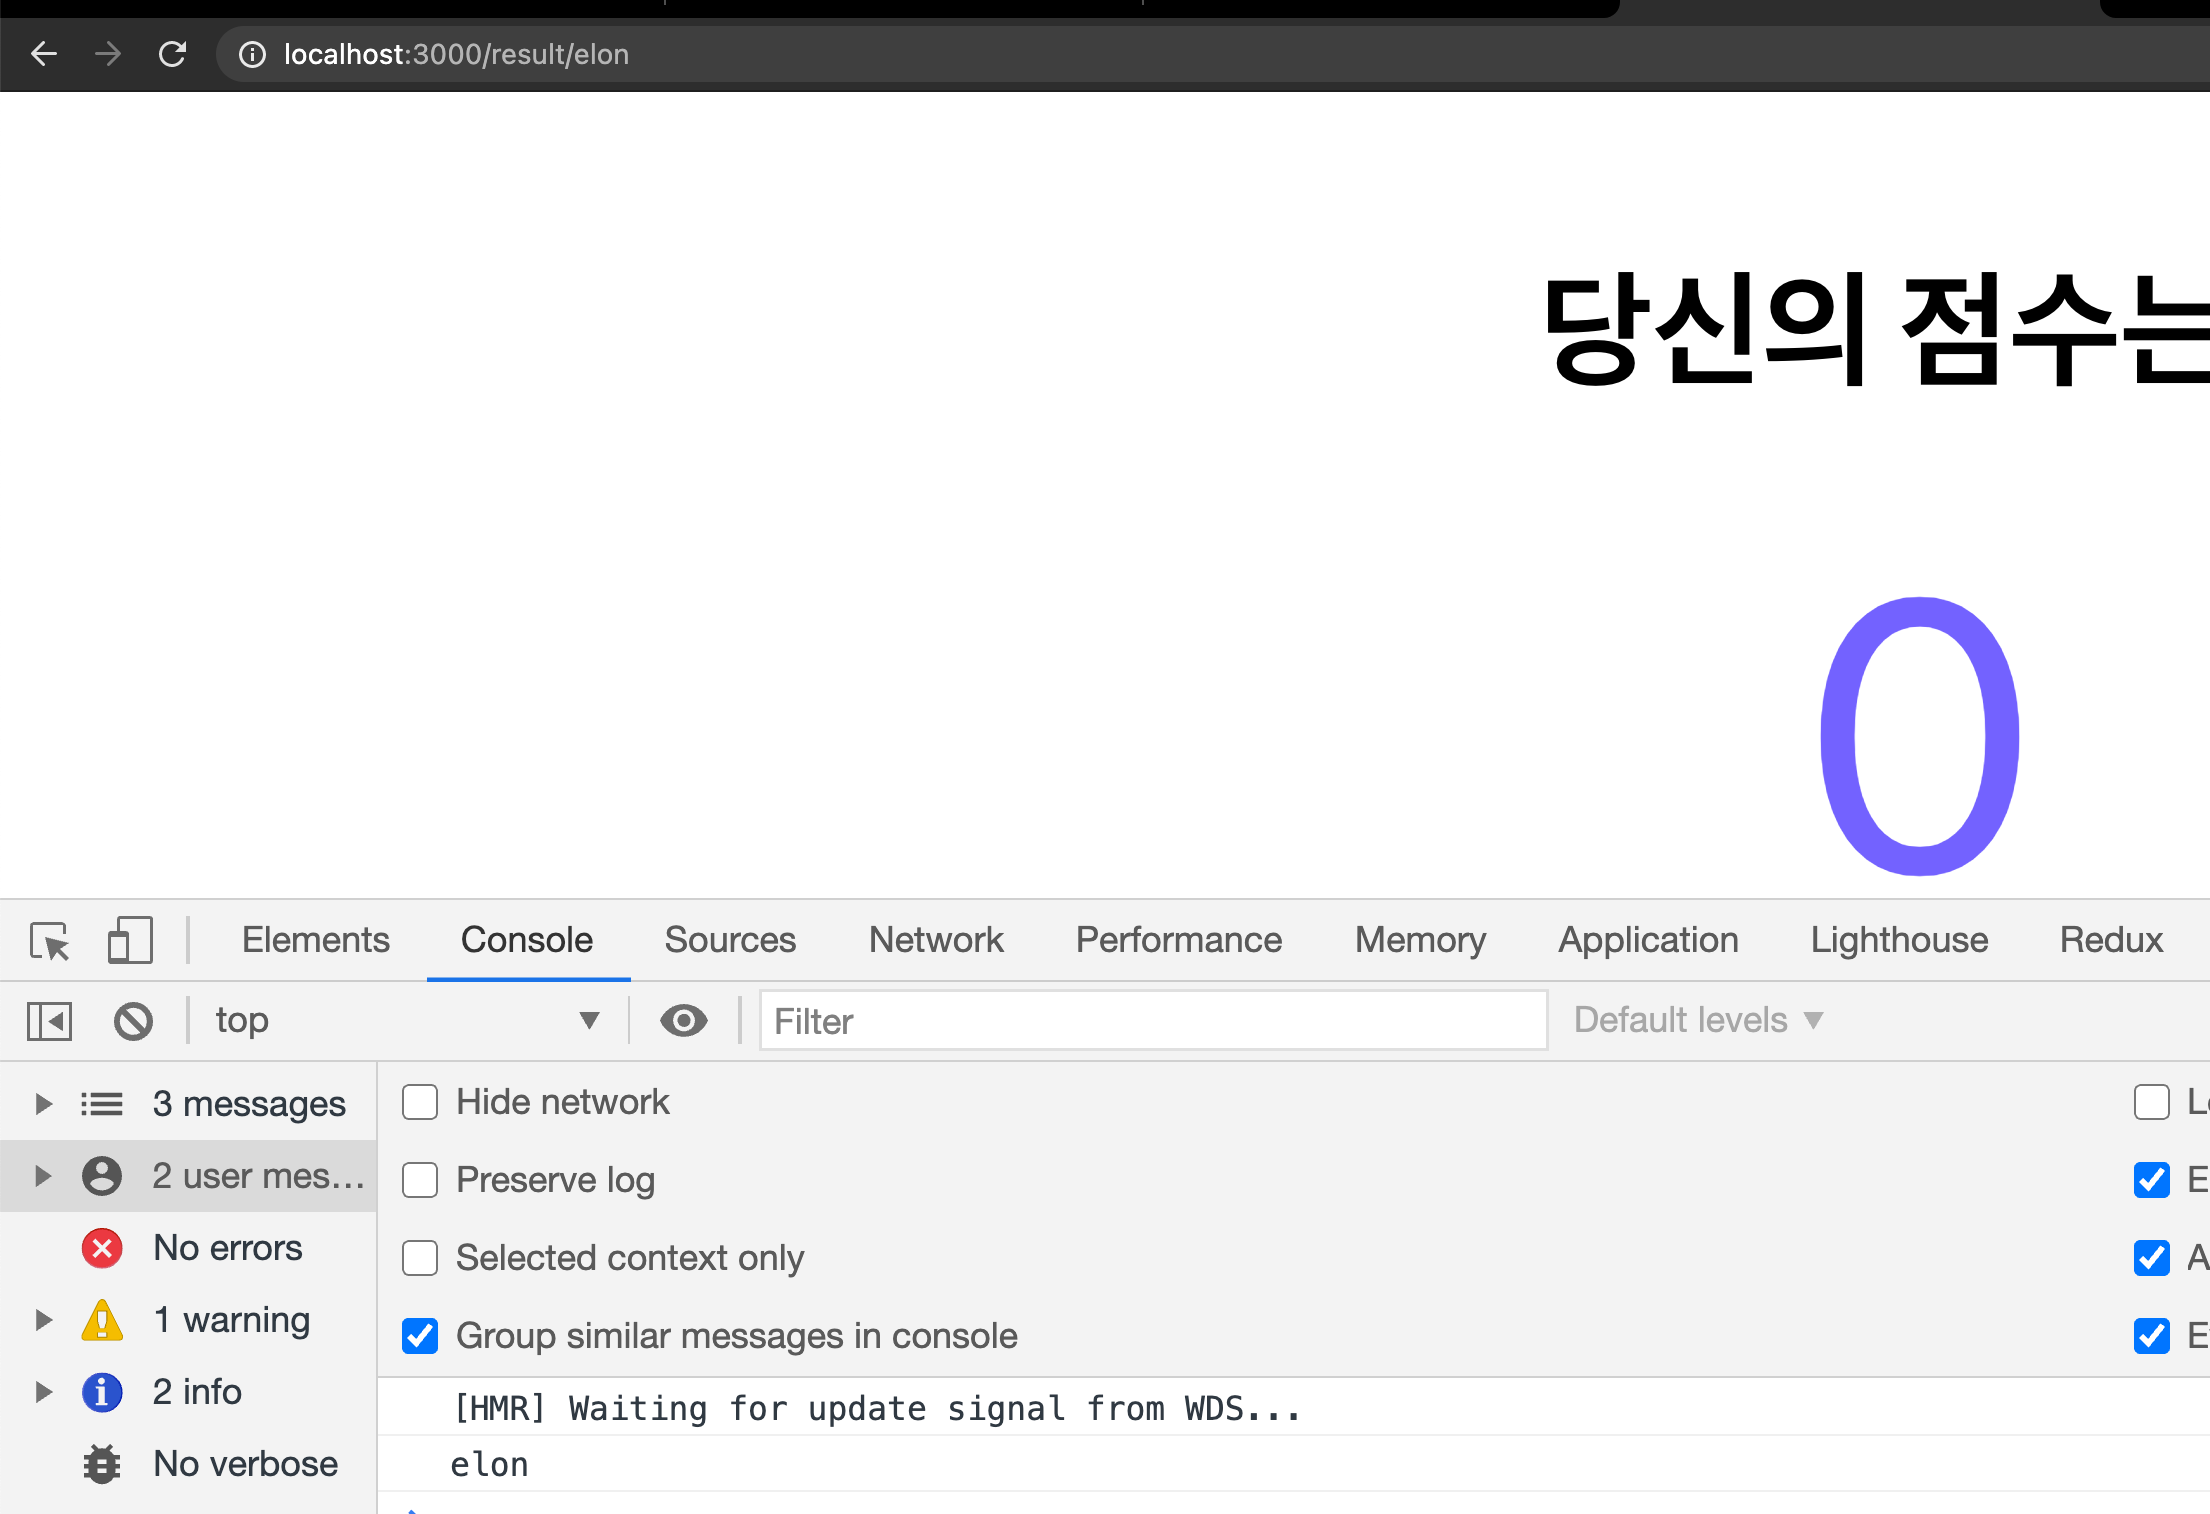 localhost:3000/result/elon
당신의 점수는
0
Elements Console Sources Network Performance Memory Application Lighthouse Redux
top Filter Default levels
3 messages
2 user mes...
No errors
1 warning
2 info
No verbose
Hide network
Preserve log
Selected context only
Group similar messages in console
E
A
E
[HMR] Waiting for update signal from WDS...
elon